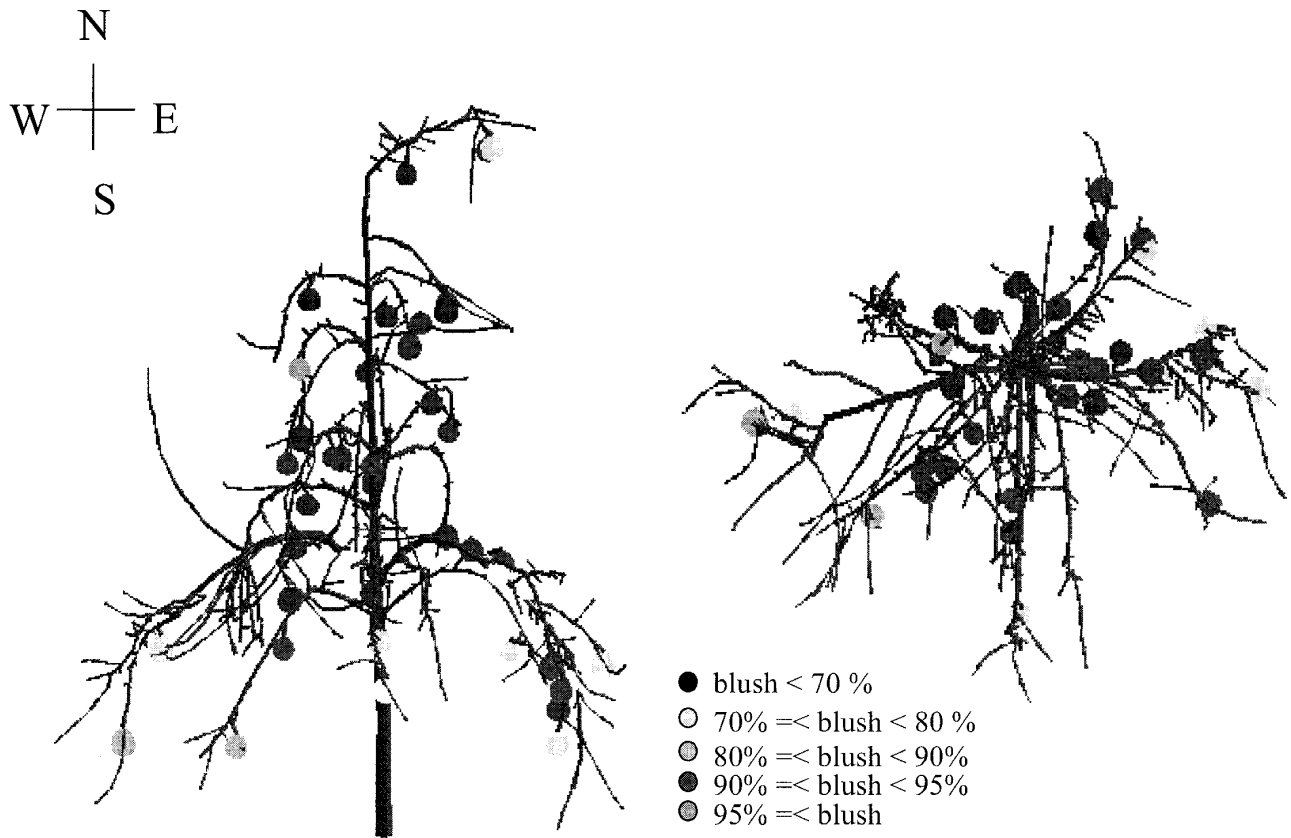 N
W E
S
blush < 70 %
70% =< blush < 80 %
80% =< blush < 90%
90% =< blush < 95%
95% =< blush